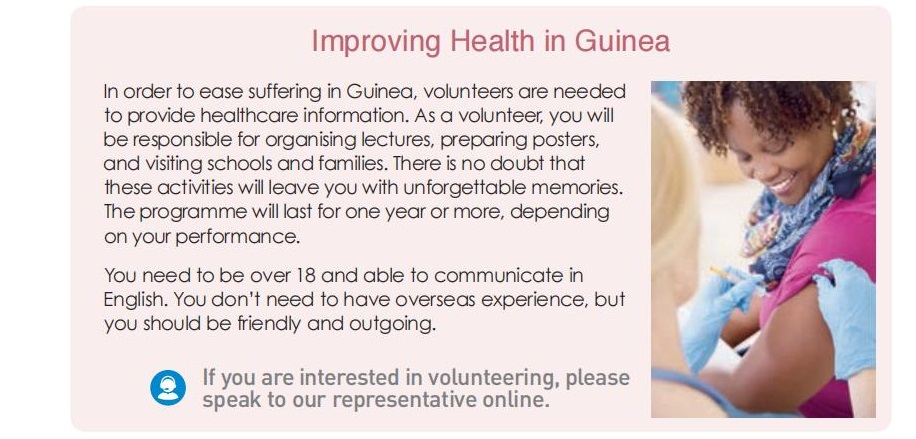 Improving Health in Guinea
In order to ease suffering in Guinea, volunteers are needed
to provide healthcare information. As a volunteer, you will
be responsible for organising lectures, preparing posters,
and visiting schools and families. There is no doubt that
these activities will leave you with unforgettable memories.
The programme will last for one year or more, depending
on your performance.
You need to be over 18 and able to communicate in
English. You don't need to have overseas experience, but
you should be friendly and outgoing.
If you are interested in volunteering, please
speak to our representative online.